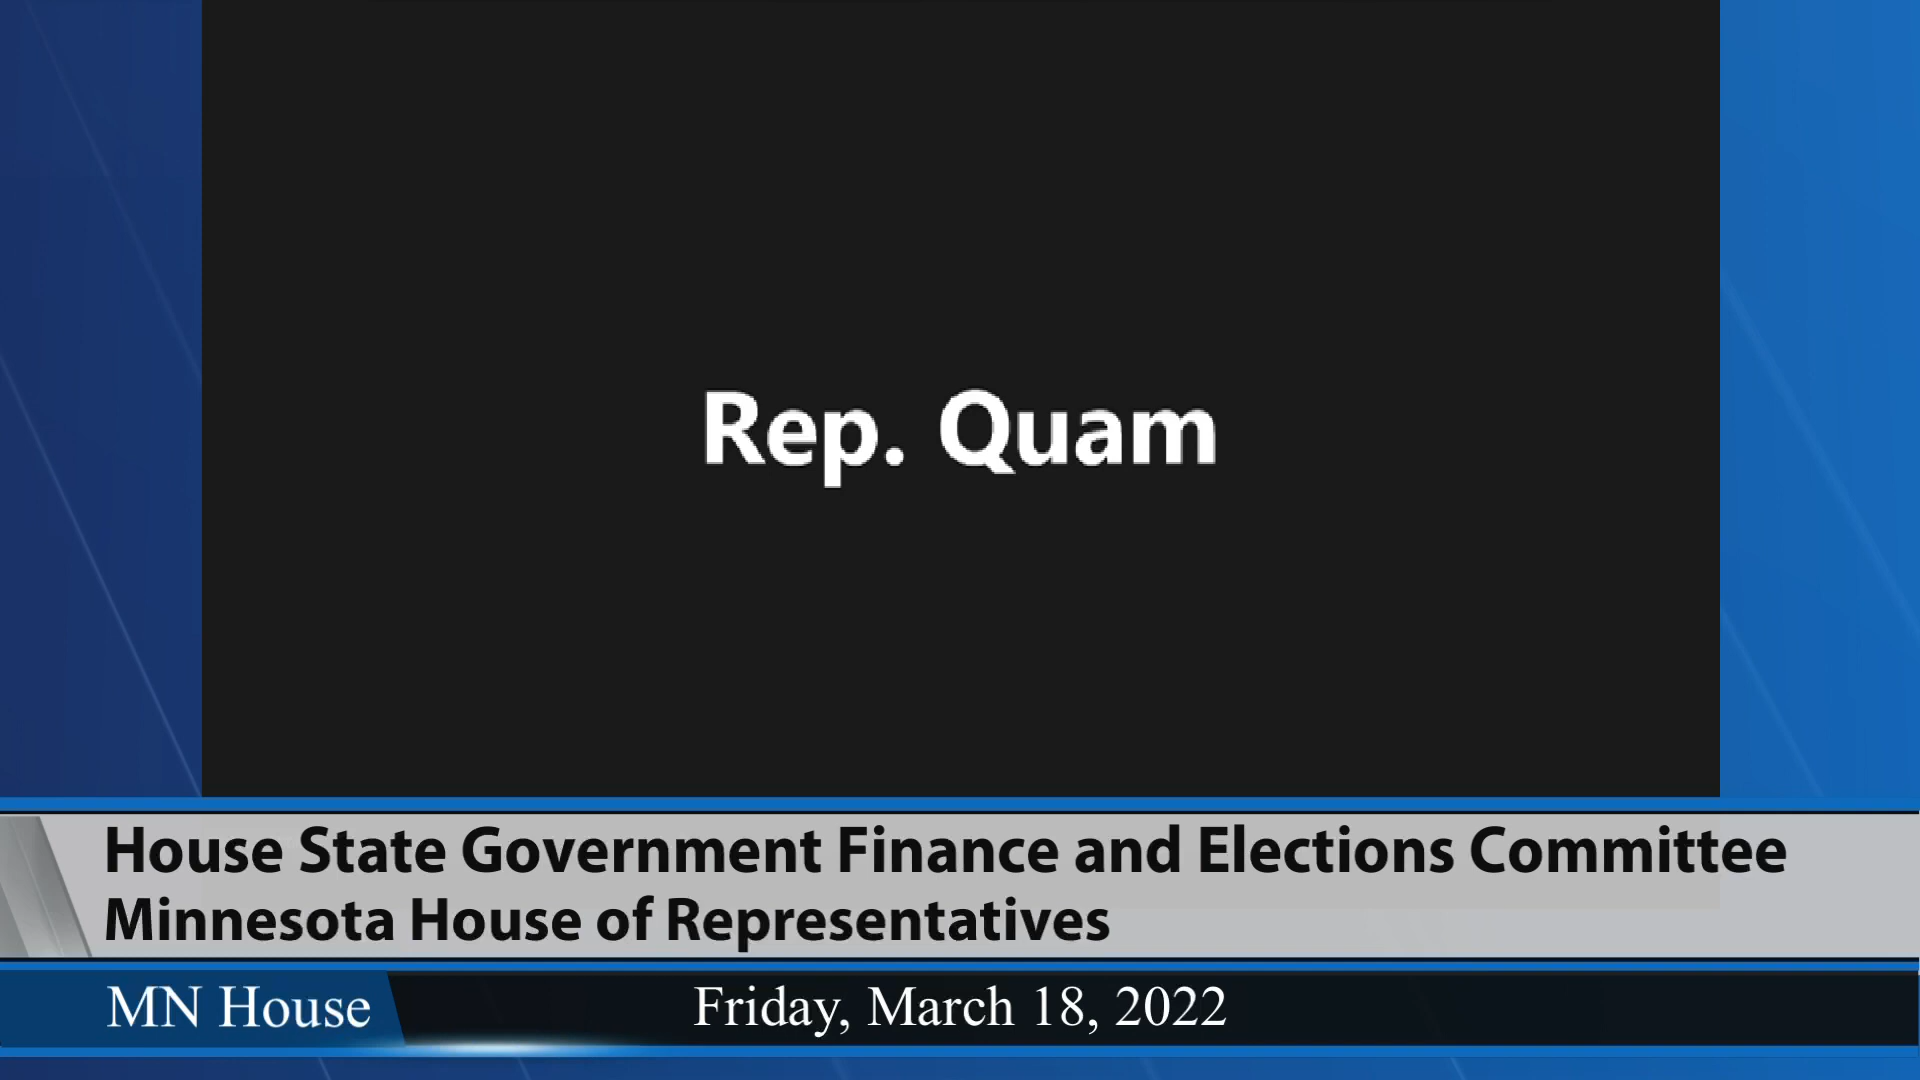 Rep. Quam
House State Government Finance and Elections Committee
Minnesota House of Representatives
MN House
Friday, March 18, 2022